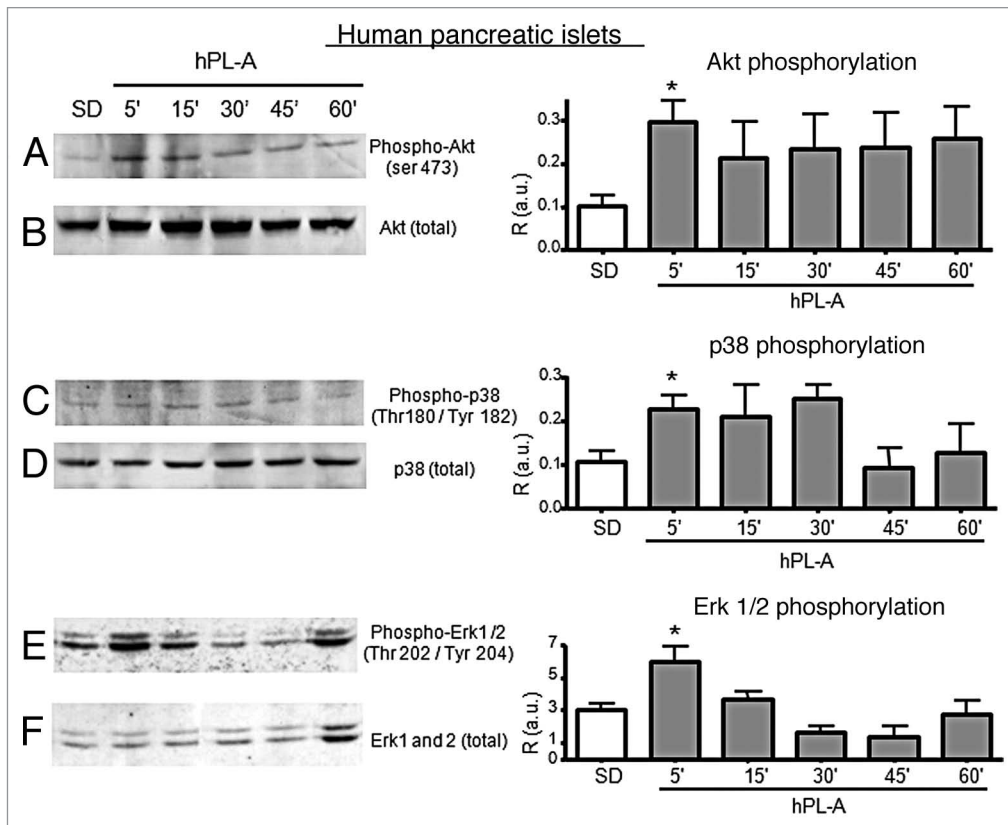 Human pancreatic islets
hPL-A
SD 5' 15' 30' 45' 60'
A
Phospho-Akt
(ser 473)
B
Akt (total)
Akt phosphorylation
R (a.u.)
0.3
0.2
0.1
0.0
*
SD 5' 15' 30' 45' 60'
hPL-A
C
Phospho-p38
(Thr180 / Tyr 182)
D
p38 (total)
p38 phosphorylation
R (a.u.)
0.3
0.1
0.0
*
SD 5' 15' 30' 45' 60'
hPL-A
E
Phospho-Erk1/2
(Thr 202 / Tyr 204)
F
Erk1 and 2 (total)
Erk 1/2 phosphorylation
R (a.u.)
7
5
3
1
0
*
SD 5' 15' 30' 45' 60'
hPL-A